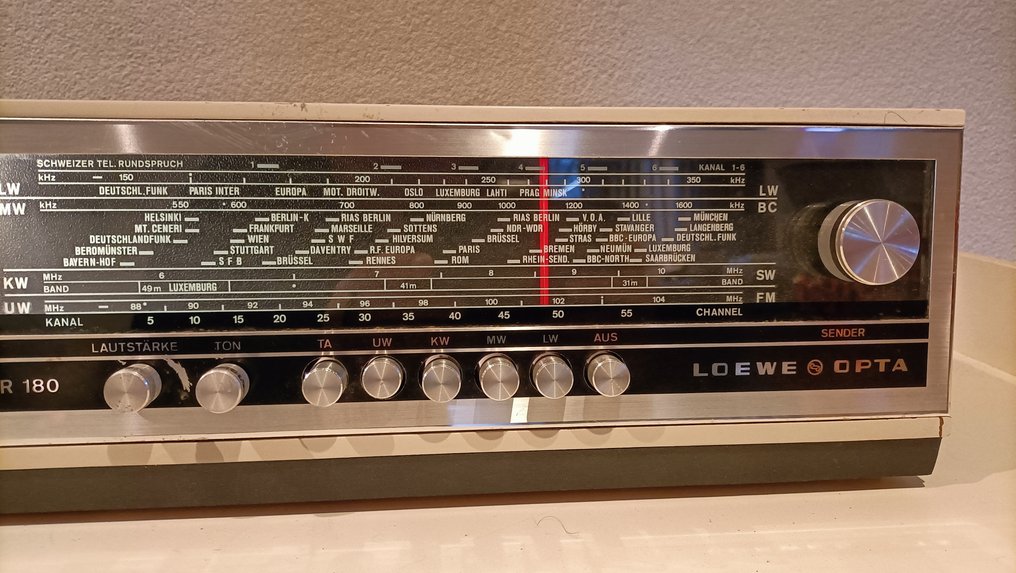 SCHWEIZER TEL. RUNDSPRUCH 1 2 3 4 5 6 KANAL 1-6
LW kHz 150 200 250 300 350 kHz LW
DEUTSCHL.FUNK PARIS INTER EUROPA MOT. DROITW. OSLO LUXEMBURG LAHTI PRAG MINSK
MW kHz 550 600 700 800 900 1000 1200 1400 1600 kHz BC
HELSINKI BERLIN-K RIAS BERLIN NÜRNBERG RIAS BERLIN V.O.A. LILLE MÜNCHEN
MT. CENERI FRANKFURT MARSEILLE SOTTENS NDR-WDR HÖRBY STAVANGER LANGENBERG
DEUTSCHLANDFUNK WIEN S W F HILVERSUM BRÜSSEL STRAS BBC-EUROPA DEUTSCHL. FUNK
BEROMÜNSTER STUTTGART DAVENTRY R.F. EUROPA PARIS BREMEN NEUMÜN LUXEMBURG
BAYERN-HOF S F B BRÜSSEL RENNES ROM RHEIN-SEND. BBC-NORTH SAARBRÜCKEN
KW MHz 6 7 8 9 10 MHz SW
BAND 49m LUXEMBURG 41m 31m BAND
UW MHz 88 90 92 94 96 98 100 102 104 MHz FM
KANAL 5 10 15 20 25 30 35 40 45 50 55 CHANNEL
LAUTSTÄRKE TON TA UW KW MW LW AUS SENDER
R 180 LOEWE OPTA